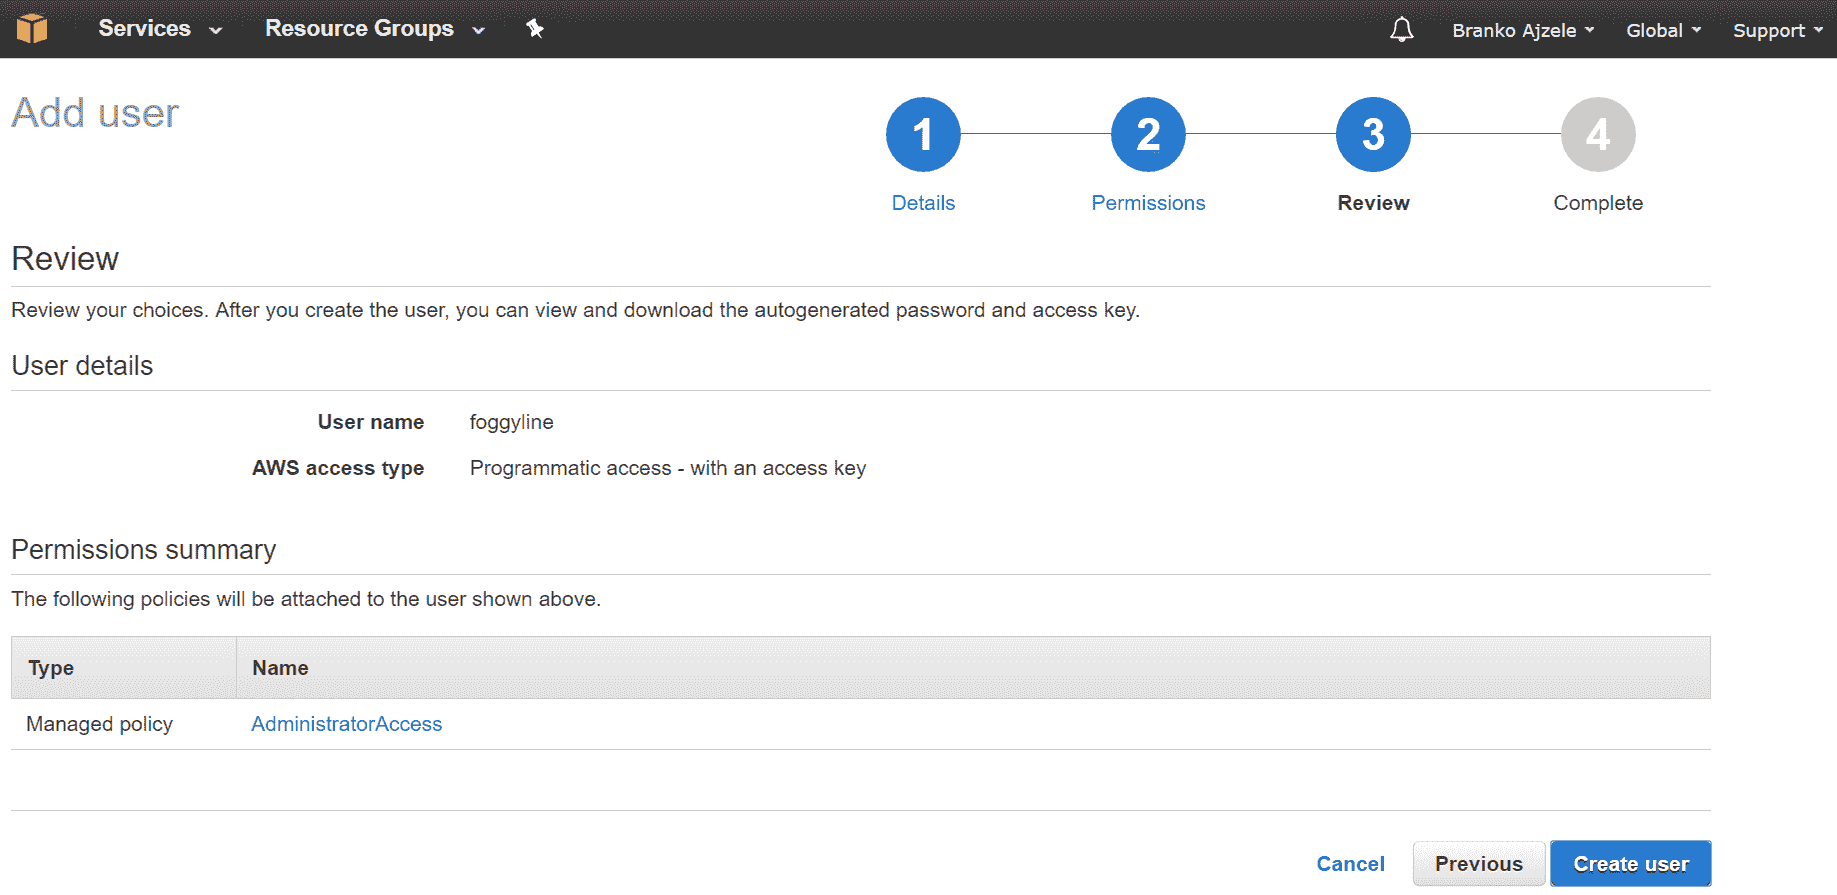 Services Resource Groups Branko Ajzele Global Support
Add user
1 2 3 4
Details Permissions Review Complete
Review
Review your choices. After you create the user, you can view and download the autogenerated password and access key.
User details
User name foggyline
AWS access type Programmatic access - with an access key
Permissions summary
The following policies will be attached to the user shown above.
Type Name
Managed policy AdministratorAccess
Cancel Previous Create user